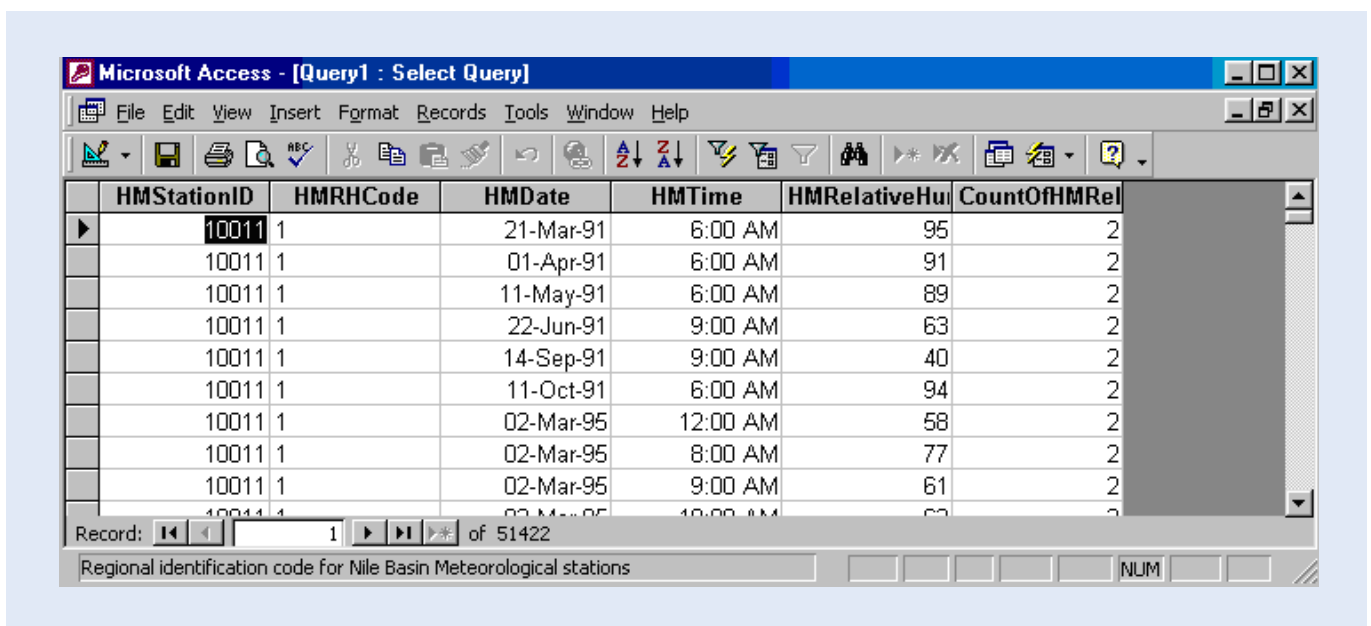 Microsoft Access - [Query1 : Select Query]
File Edit View Insert Format Records Tools Window Help
ABC
HMStationID HMRHCode HMDate HMTime HMRelativeHu CountOfHMRel
10011 1 21-Mar-91 6:00 AM 95 2
10011 1 01-Apr-91 6:00 AM 91 2
10011 1 11-May-91 6:00 AM 89 2
10011 1 22-Jun-91 9:00 AM 63 2
10011 1 14-Sep-91 9:00 AM 40 2
10011 1 11-Oct-91 6:00 AM 94 2
10011 1 02-Mar-95 12:00 AM 58 2
10011 1 02-Mar-95 8:00 AM 77 2
10011 1 02-Mar-95 9:00 AM 61 2
Record: 1 of 51422
Regional identification code for Nile Basin Meteorological stations NUM